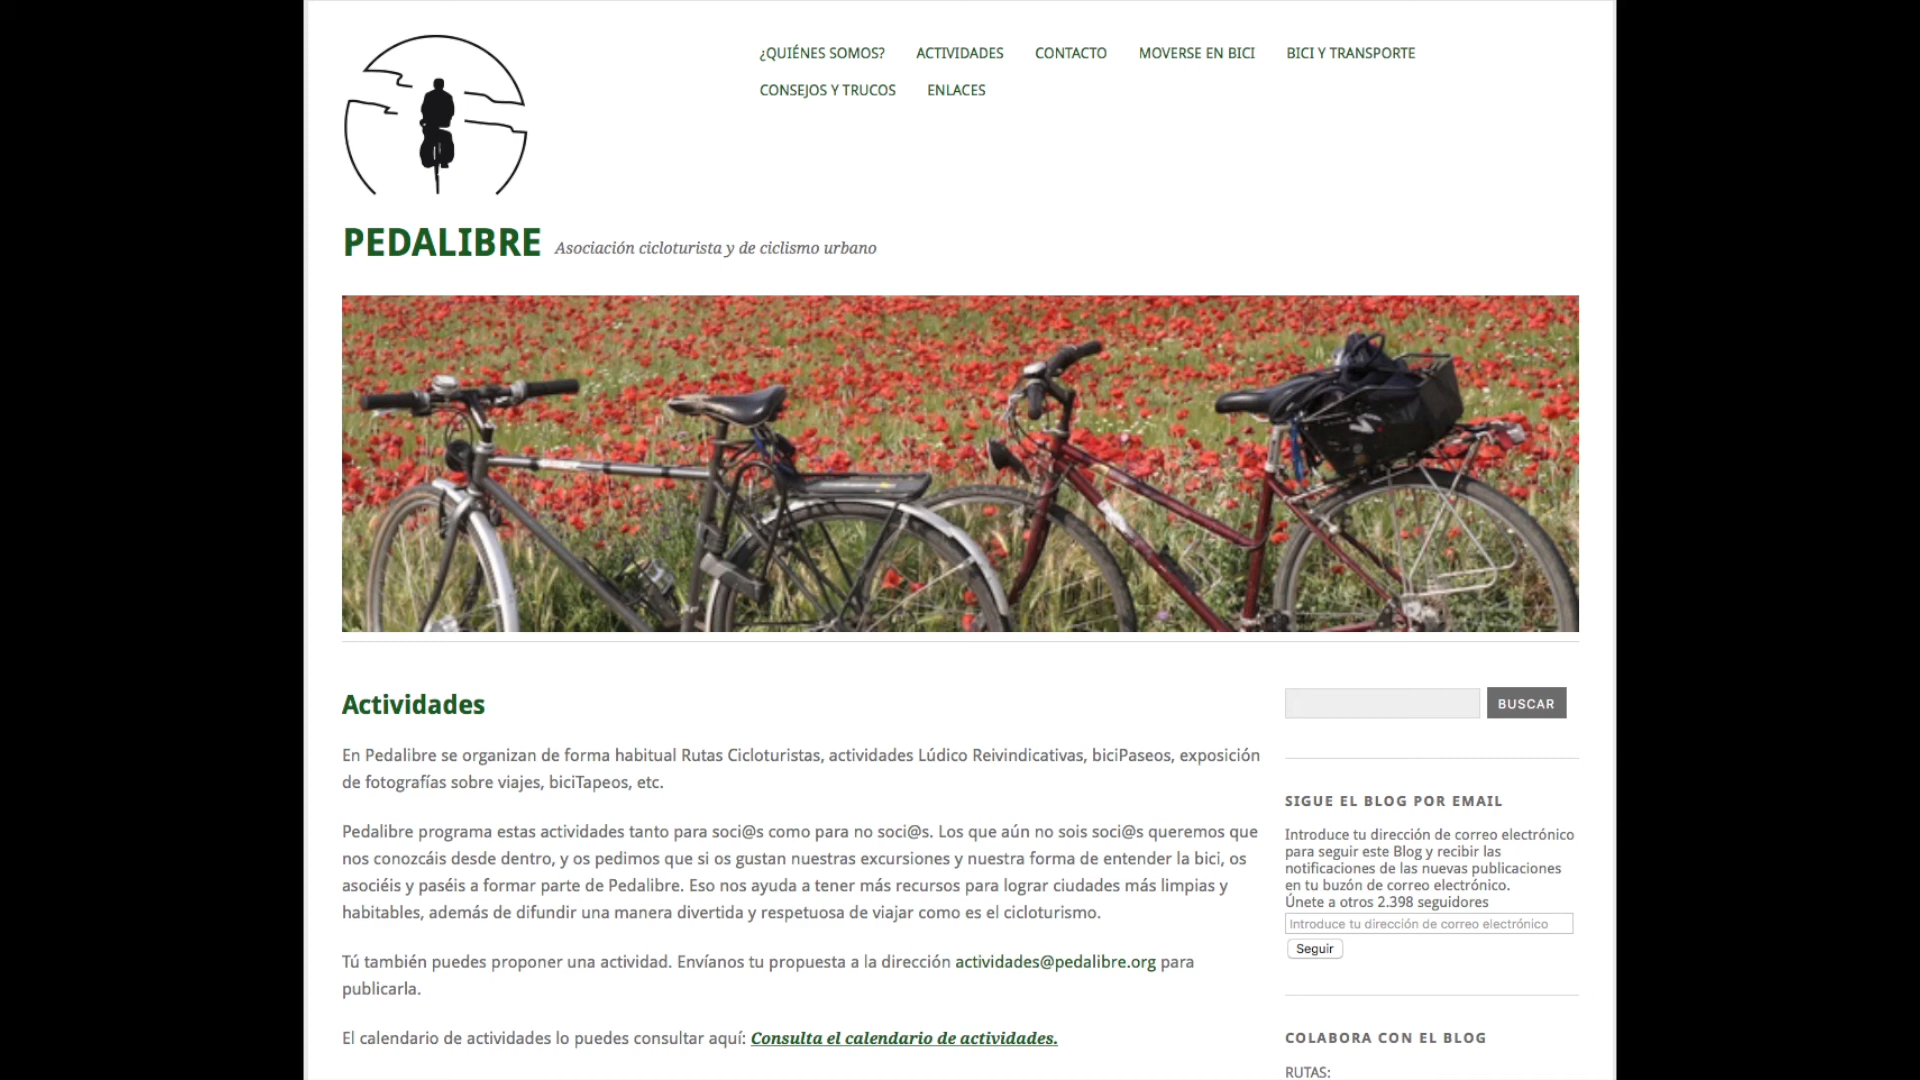 ¿QUIÉNES SOMOS? ACTIVIDADES CONTACTO MOVERSE EN BICI BICI Y TRANSPORTE
CONSEJOS Y TRUCOS ENLACES
PEDALIBRE Asociación cicloturista y de ciclismo urbano
Actividades
En Pedalibre se organizan de forma habitual Rutas Cicloturistas, actividades Lúdico Reivindicativas, biciPaseos, exposición
de fotografías sobre viajes, biciTapeos, etc.
Pedalibre programa estas actividades tanto para soci@s como para no soci@s. Los que aún no sois soci@s queremos que
nos conozcáis desde dentro, y os pedimos que si os gustan nuestras excursiones y nuestra forma de entender la bici, os
asociéis y paséis a formar parte de Pedalibre. Eso nos ayuda a tener más recursos para lograr ciudades más limpias y
habitables, además de difundir una manera divertida y respetuosa de viajar como es el cicloturismo.
Tú también puedes proponer una actividad. Envíanos tu propuesta a la dirección actividades@pedalibre.org para
publicarla.
El calendario de actividades lo puedes consultar aquí: Consulta el calendario de actividades.
BUSCAR
SIGUE EL BLOG POR EMAIL
Introduce tu dirección de correo electrónico
para seguir este Blog y recibir las
notificaciones de las nuevas publicaciones
en tu buzón de correo electrónico.
Únete a otros 2.398 seguidores
Introduce tu dirección de correo electrónico
Seguir
COLABORA CON EL BLOG
RUTAS: